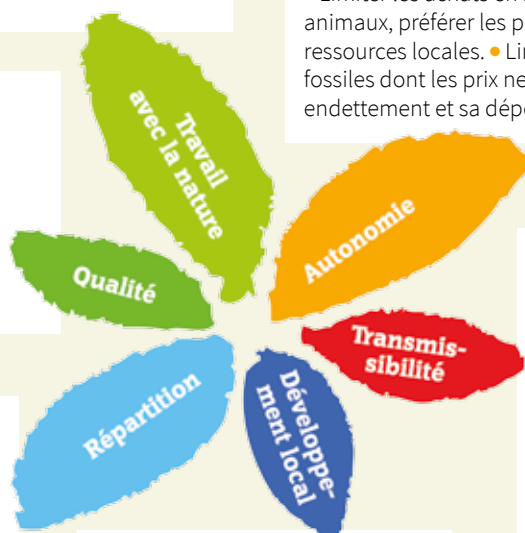 animaux, préférer les p
ressources locales. • Lir
fossiles dont les prix ne
endettement et sa dépe
Travail
avec la nature
Autonomie
Qualité
Transmis-
sibilité
Répartition
Développe-
ment local